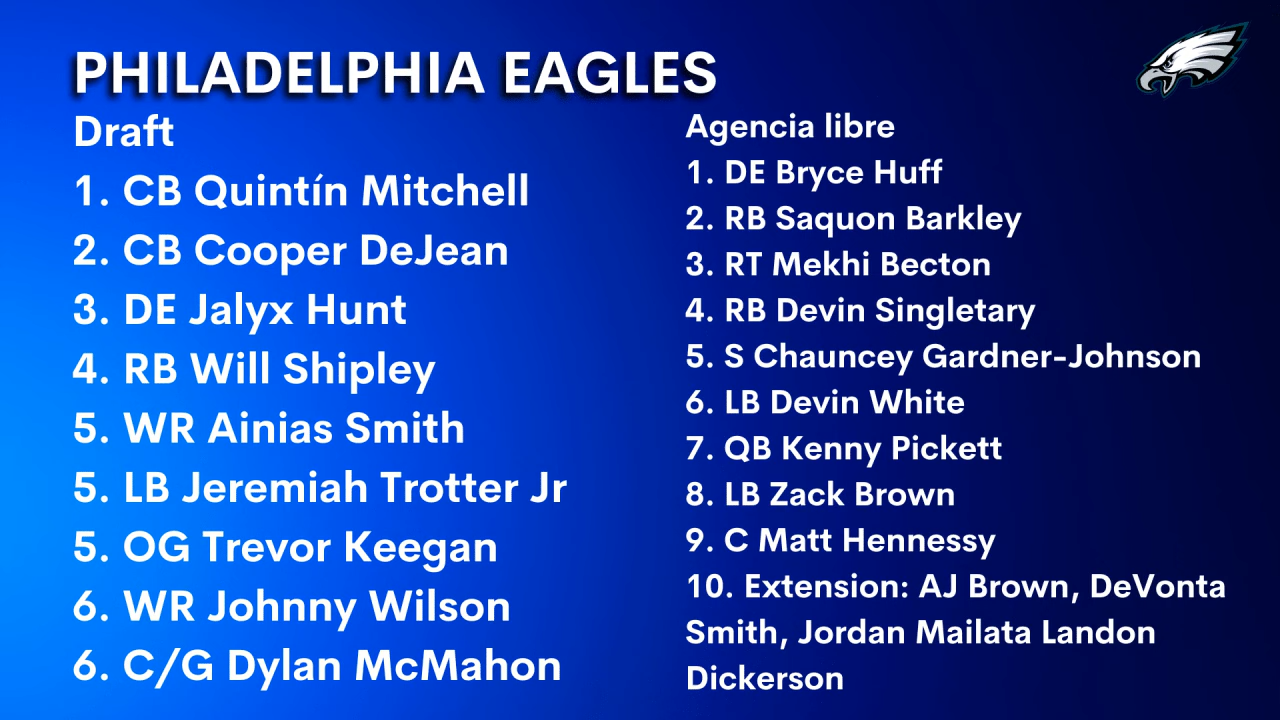 PHILADELPHIA EAGLES
Draft
1. CB Quintín Mitchell
2. CB Cooper DeJean
3. DE Jalyx Hunt
4. RB Will Shipley
5. WR Ainias Smith
5. LB Jeremiah Trotter Jr
5. OG Trevor Keegan
6. WR Johnny Wilson
6. C/G Dylan McMahon
Agencia libre
1. DE Bryce Huff
2. RB Saquon Barkley
3. RT Mekhi Becton
4. RB Devin Singletary
5. S Chauncey Gardner-Johnson
6. LB Devin White
7. QB Kenny Pickett
8. LB Zack Brown
9. C Matt Hennessy
10. Extension: AJ Brown, DeVonta
Smith, Jordan Mailata Landon
Dickerson